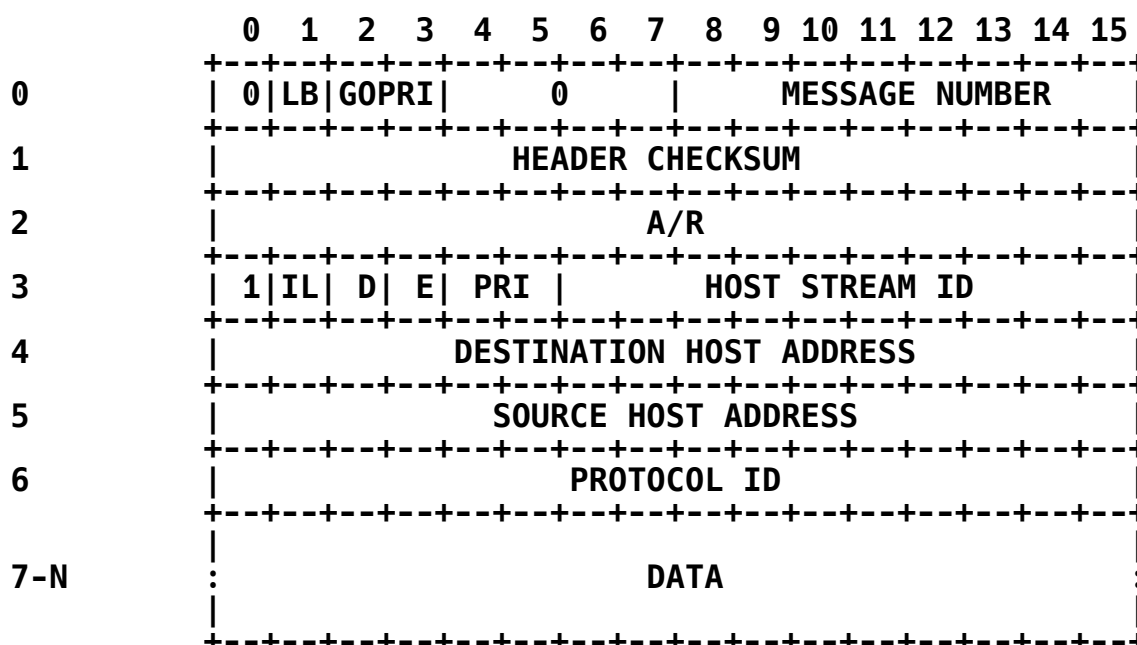 0  1  2  3  4  5  6  7  8  9 10 11 12 13 14 15
           +--+--+--+--+--+--+--+--+--+--+--+--+--+--+--+--+
0          | 0|LB|GOPRI|     0     |     MESSAGE NUMBER    |
           +--+--+--+--+--+--+--+--+--+--+--+--+--+--+--+--+
1          |               HEADER CHECKSUM                 |
           +--+--+--+--+--+--+--+--+--+--+--+--+--+--+--+--+
2          |                      A/R                      |
           +--+--+--+--+--+--+--+--+--+--+--+--+--+--+--+--+
3          | 1|IL| D| E| PRI |       HOST STREAM ID        |
           +--+--+--+--+--+--+--+--+--+--+--+--+--+--+--+--+
4          |            DESTINATION HOST ADDRESS           |
           +--+--+--+--+--+--+--+--+--+--+--+--+--+--+--+--+
5          |              SOURCE HOST ADDRESS              |
           +--+--+--+--+--+--+--+--+--+--+--+--+--+--+--+--+
6          |                  PROTOCOL ID                  |
           +--+--+--+--+--+--+--+--+--+--+--+--+--+--+--+--+
           |                                               |
7-N        :                      DATA                     :
           |                                               |
           +--+--+--+--+--+--+--+--+--+--+--+--+--+--+--+--+